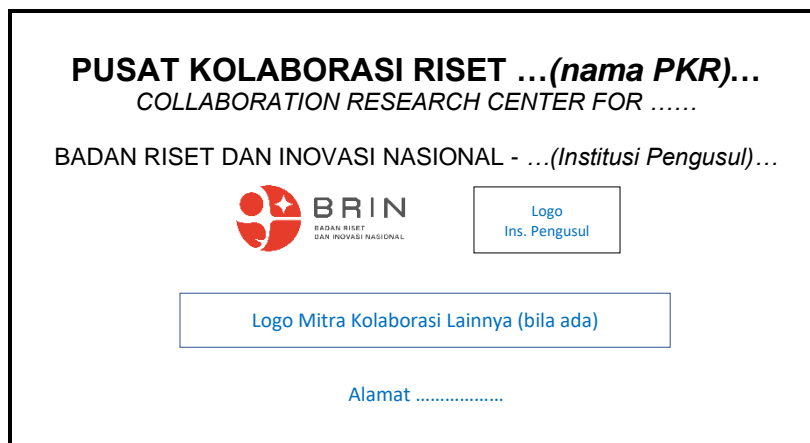 PUSAT KOLABORASI RISET …(nama PKR)…
COLLABORATION RESEARCH CENTER FOR ……
BADAN RISET DAN INOVASI NASIONAL - …(Institusi Pengusul)…
BRIN
BADAN RISET
DAN INOVASI NASIONAL
Logo
Ins. Pengusul
Logo Mitra Kolaborasi Lainnya (bila ada)
Alamat ………………